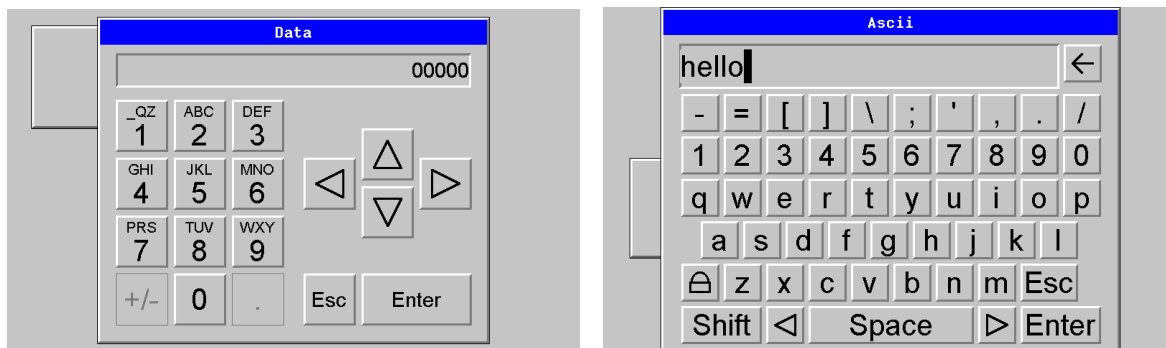 Data
00000
_QZ ABC DEF
1 2 3
GHI JKL MNO
4 5 6
PRS TUV WXY
7 8 9
+/- 0 . Esc Enter
Ascii
hello
- = [ ] \ ; ' , . /
1 2 3 4 5 6 7 8 9 0
q w e r t y u i o p
a s d f g h j k l
z x c v b n m Esc
Shift Space Enter